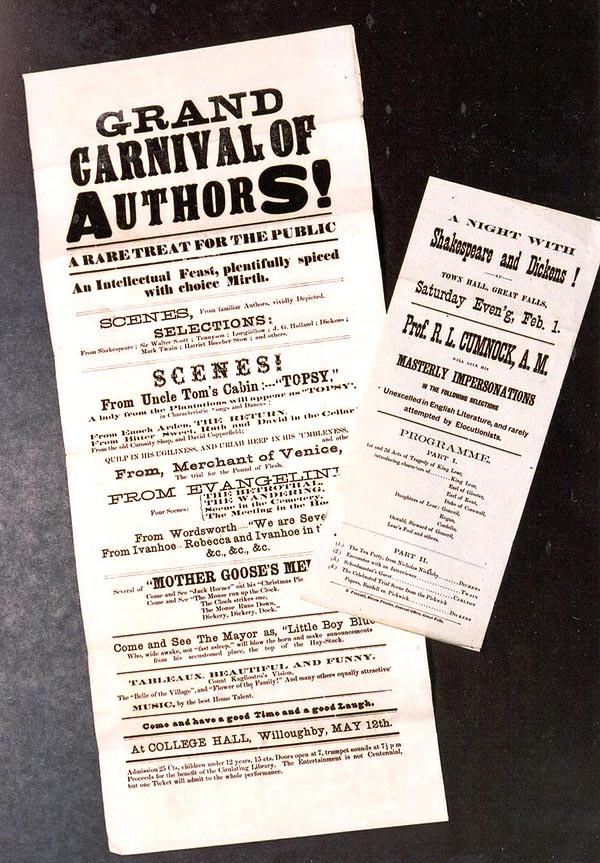 GRAND
CARNIVAL OF
AUTHORS!
A RARE TREAT FOR THE PUBLIC
An Intellectual Feast, plentifully spiced
with choice Mirth.
SCENES, From familiar Authors, vividly Depicted.
SELECTIONS:
From Shakespeare; Sir Walter Scott; Tennyson; Longfellow; J. G. Holland; Dickens;
Mark Twain; Harriet Beecher Stow; and others.
SCENES!
From Uncle Tom's Cabin:---"TOPSY,"
A lady from the Plantations will appear as "TOPSY",
in Characteristic songs and Dances;
From Enoch Arden, THE RETURN.
From Bitter Sweet, Ruth and David in the Cellar
From the old Curiosity Shop, and David Copperfield;
QUILP IN HIS UGLINESS, AND URIAH HEEP IN HIS 'UMBLENESS,
and othe
From, Merchant of Venice,
The trial for the Pound of Flesh.
FROM EVANGELIN
Four Scenes:
THE BETROTHAL,
THE WANDERING,
Scene in the Cemetery,
The Meeting in the Ho
From Wordsworth---"We are Seve
From Ivanhoe--Rebecca and Ivanhoe in t
&c., &c., &c.
Several of "MOTHER GOOSE'S ME
Come and See "Jack Horner" eat his "Christmas Pie
Come and See "The Mouse run up the Clock.
The Clock strikes one,
The Mouse Runs Down,
Dickery, Dickery, Dock."
Come and See The Mayor as, "Little Boy Blue
Who, wide awake, not "fast asleep," will blow the horn and make announcements
from his accustomed place, the top of the Hay-Stack.
TABLEAUX, BEAUTIFUL AND FUNNY.
Count Kagliostro's Vision.
The "Belle of the Village", and "Flower of the Family!" And many others equally attractive'
MUSIC, by the best Home Talent.
Come and have a good Time and a good Laugh.
At COLLEGE HALL, Willoughby, MAY 12th.
Admission 25 Cts, children under 12 years, 15 cts. Doors open at 7, trumpet sounds at 7½ p m
Proceeds for the benefit of the Circulating Library. The Entertainment is not Centennial,
but one Ticket will admit to the whole performance.
A NIGHT WITH
Shakespeare and Dickens!
AT
TOWN HALL, GREAT FALLS,
Saturday Even'g, Feb. 1.
Prof. R. L. CUMNOCK, A. M.
WILL GIVE HIS
MASTERLY IMPERSONATIONS
IN THE FOLLOWING SELECTIONS
Unexcelled in English Literature, and rarely
attempted by Elocutionists.
PROGRAMME.
PART I.
1st and 2d Acts of Tragedy of King Lear,
introducing characters of........King Lear,
Earl of Gloster,
Earl of Kent,
Duke of Cornwall,
Daughters of Lear: Goneril,
Regan,
Cordelia,
Oswald, Steward of Goneril,
Lear's Fool and others.
PART II.
(1.) The Tea Party, from Nicholas Nickleby............DICKENS
(2.) Encounter with an Interviewer............TWAIN
(3.) Schoolmaster's Guest............CARLTON
(4.) The Celebrated Trial Scene from the Pickwick
Papers, Bardell vs. Pickwick............DICKENS